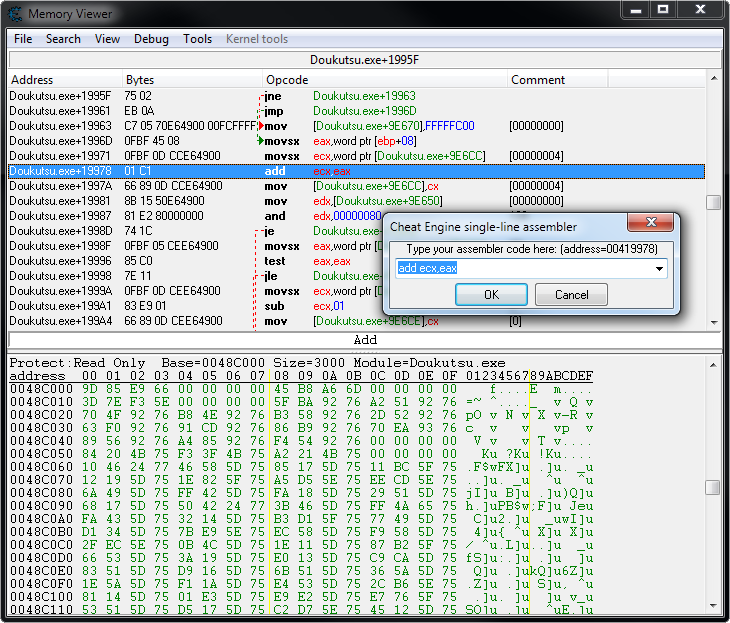 Memory Viewer
File Search View Debug Tools Kernel tools
Doukutsu.exe+1995F
Address Bytes Opcode Comment
Doukutsu.exe+1995F 75 02 jne Doukutsu.exe+19963
Doukutsu.exe+19961 EB 0A jmp Doukutsu.exe+1996D
Doukutsu.exe+19963 C7 05 70E64900 00FCFFFF mov [Doukutsu.exe+9E670],FFFFFC00 [00000000]
Doukutsu.exe+1996D 0FBF 45 08 movsx eax,word ptr [ebp+08]
Doukutsu.exe+19971 0FBF 0D CCE64900 movsx ecx,word ptr [Doukutsu.exe+9E6CC] [00000004]
Doukutsu.exe+19978 01 C1 add ecx,eax
Doukutsu.exe+1997A 66 89 0D CCE64900 mov [Doukutsu.exe+9E6CC],cx [00000004]
Doukutsu.exe+19981 8B 15 50E64900 mov edx,[Doukutsu.exe+9E650] [00000000]
Doukutsu.exe+19987 81 E2 80000000 and edx,00000080
Doukutsu.exe+1998D 74 1C je
Doukutsu.exe+1998F 0FBF 05 CEE64900 movsx eax,word ptr [D
Doukutsu.exe+19996 85 C0 test eax,eax
Doukutsu.exe+19998 7E 11 jle Doukutsu.exe
Doukutsu.exe+1999A 0FBF 0D CEE64900 movsx ecx,word ptr [D
Doukutsu.exe+199A1 83 E9 01 sub ecx,01
Doukutsu.exe+199A4 66 89 0D CEE64900 mov [Doukutsu.exe+9E6CE],cx [0]
Cheat Engine single-line assembler
Type your assembler code here: (address=00419978)
add ecx,eax
OK Cancel
Add
Protect:Read Only Base=0048C000 Size=3000 Module=Doukutsu.exe
address 00 01 02 03 04 05 06 07 08 09 0A 0B 0C 0D 0E 0F 0123456789ABCDEF
0048C000 9D 85 E9 66 00 00 00 00 45 B8 A6 6D 00 00 00 00
0048C010 3D 7E F3 5E 00 00 00 00 5F BA 92 76 A2 51 92 76
0048C020 70 4F 92 76 B8 4E 92 76 B3 58 92 76 2D 52 92 76
0048C030 63 F0 92 76 91 CD 92 76 86 B9 92 76 70 EA 93 76
0048C040 89 56 92 76 A4 85 92 76 F4 54 92 76 00 00 00 00
0048C050 84 20 4B 75 F3 3F 4B 75 A2 21 4B 75 00 00 00 00
0048C060 10 46 24 77 46 58 5D 75 85 17 5D 75 11 BC 5F 75
0048C070 12 19 5D 75 1E 82 5F 75 A5 D5 5E 75 EE CD 5E 75
0048C080 6A 49 5D 75 FF 42 5D 75 FA 18 5D 75 29 51 5D 75
0048C090 68 17 5D 75 50 42 24 77 3B 46 5D 75 FF 4A 65 75
0048C0A0 FA 43 5D 75 32 14 5D 75 B3 D1 5F 75 77 49 5D 75
0048C0B0 D1 34 5D 75 7B E9 5E 75 EC 58 5D 75 F9 58 5D 75
0048C0C0 2F EC 5E 75 0B 4C 5D 75 1E 11 5D 75 87 B2 5F 75
0048C0D0 66 53 5D 75 3A 19 5D 75 E0 13 5D 75 C9 CA 5D 75
0048C0E0 83 51 5D 75 D9 16 5D 75 6B 51 5D 75 36 5A 5D 75
0048C0F0 1E 5A 5D 75 F1 1A 5D 75 E4 53 5D 75 2C B6 5E 75
0048C100 81 14 5D 75 01 E3 5D 75 E9 E2 5D 75 E7 76 5F 75
0048C110 53 51 5D 75 D5 17 5D 75 C2 D7 5E 75 45 12 5D 75